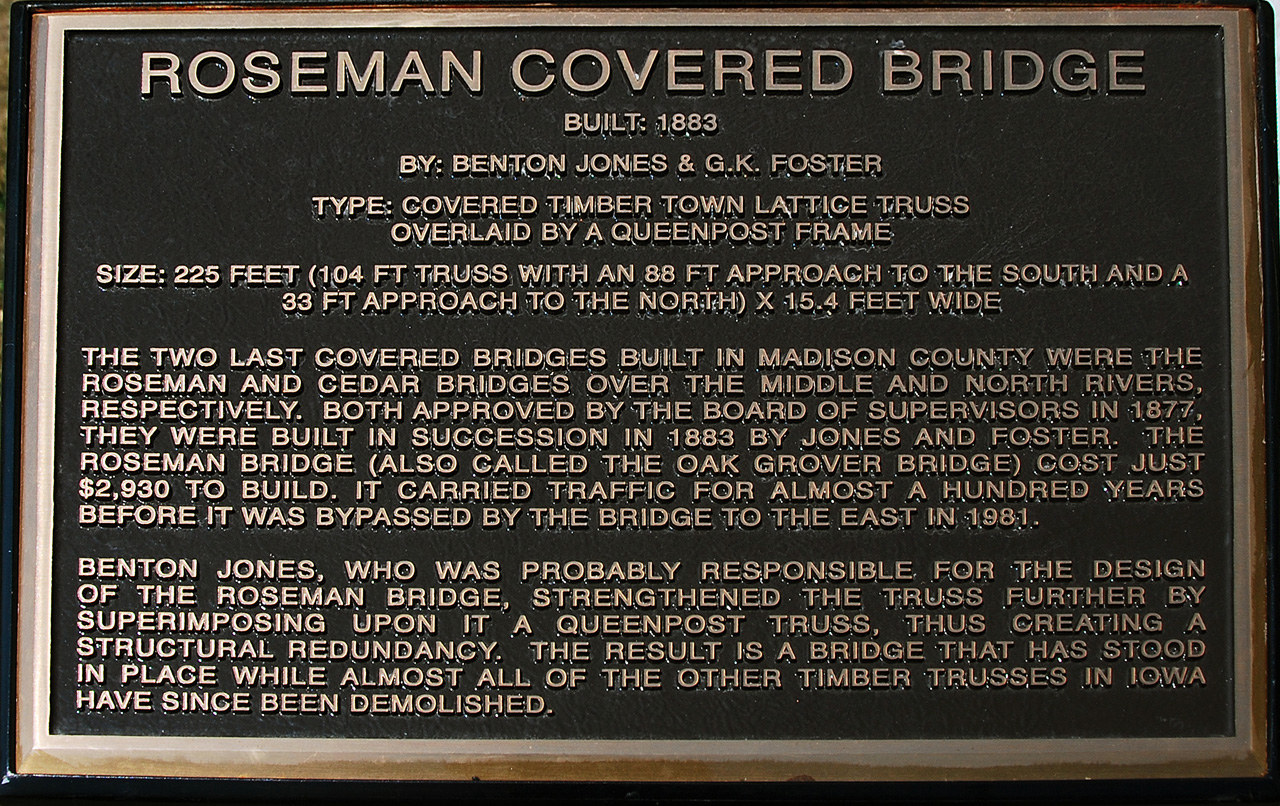 ROSEMAN COVERED BRIDGE
BUILT: 1883
BY: BENTON JONES & G.K. FOSTER
TYPE: COVERED TIMBER TOWN LATTICE TRUSS
OVERLAID BY A QUEENPOST FRAME
SIZE: 225 FEET (104 FT TRUSS WITH AN 88 FT APPROACH TO THE SOUTH AND A
33 FT APPROACH TO THE NORTH) X 15.4 FEET WIDE
THE TWO LAST COVERED BRIDGES BUILT IN MADISON COUNTY WERE THE
ROSEMAN AND CEDAR BRIDGES OVER THE MIDDLE AND NORTH RIVERS,
RESPECTIVELY. BOTH APPROVED BY THE BOARD OF SUPERVISORS IN 1877,
THEY WERE BUILT IN SUCCESSION IN 1883 BY JONES AND FOSTER. THE
ROSEMAN BRIDGE (ALSO CALLED THE OAK GROVER BRIDGE) COST JUST
$2,930 TO BUILD. IT CARRIED TRAFFIC FOR ALMOST A HUNDRED YEARS
BEFORE IT WAS BYPASSED BY THE BRIDGE TO THE EAST IN 1981.
BENTON JONES, WHO WAS PROBABLY RESPONSIBLE FOR THE DESIGN
OF THE ROSEMAN BRIDGE, STRENGTHENED THE TRUSS FURTHER BY
SUPERIMPOSING UPON IT A QUEENPOST TRUSS, THUS CREATING A
STRUCTURAL REDUNDANCY. THE RESULT IS A BRIDGE THAT HAS STOOD
IN PLACE WHILE ALMOST ALL OF THE OTHER TIMBER TRUSSES IN IOWA
HAVE SINCE BEEN DEMOLISHED.